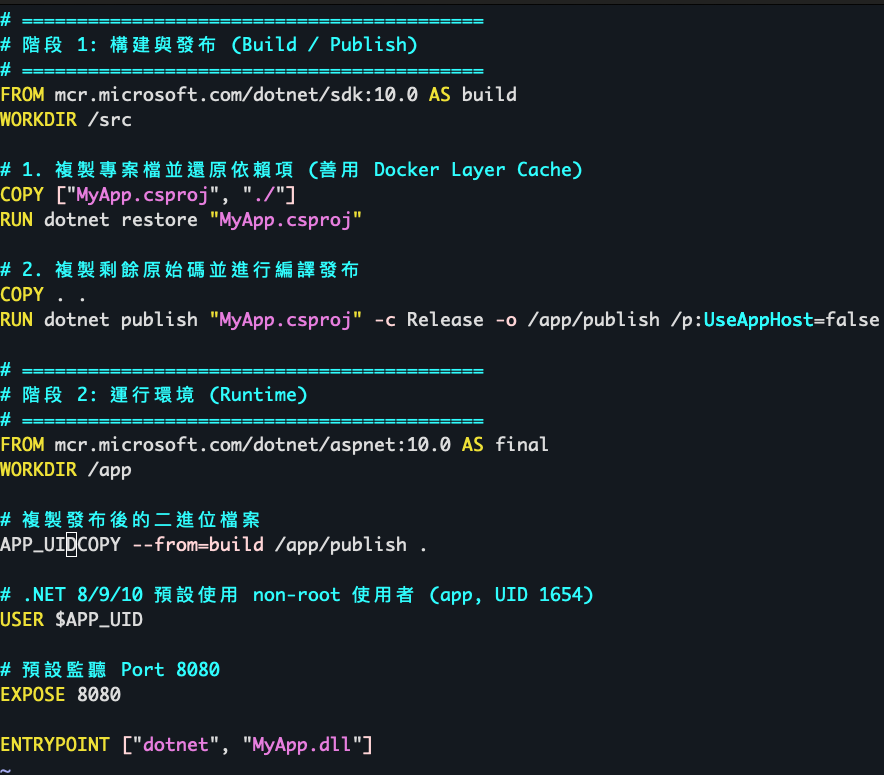 # ==========================================
# 階段 1: 構建與發布 (Build / Publish)
# ==========================================
FROM mcr.microsoft.com/dotnet/sdk:10.0 AS build
WORKDIR /src
# 1. 複製專案檔並還原依賴項 (善用 Docker Layer Cache)
COPY ["MyApp.csproj", "./"]
RUN dotnet restore "MyApp.csproj"
# 2. 複製剩餘原始碼並進行編譯發布
COPY . .
RUN dotnet publish "MyApp.csproj" -c Release -o /app/publish /p:UseAppHost=false
# ==========================================
# 階段 2: 運行環境 (Runtime)
# ==========================================
FROM mcr.microsoft.com/dotnet/aspnet:10.0 AS final
WORKDIR /app
# 複製發布後的二進位檔案
APP_UIDCOPY --from=build /app/publish .
# .NET 8/9/10 預設使用 non-root 使用者 (app, UID 1654)
USER $APP_UID
# 預設監聽 Port 8080
EXPOSE 8080
ENTRYPOINT ["dotnet", "MyApp.dll"]
~